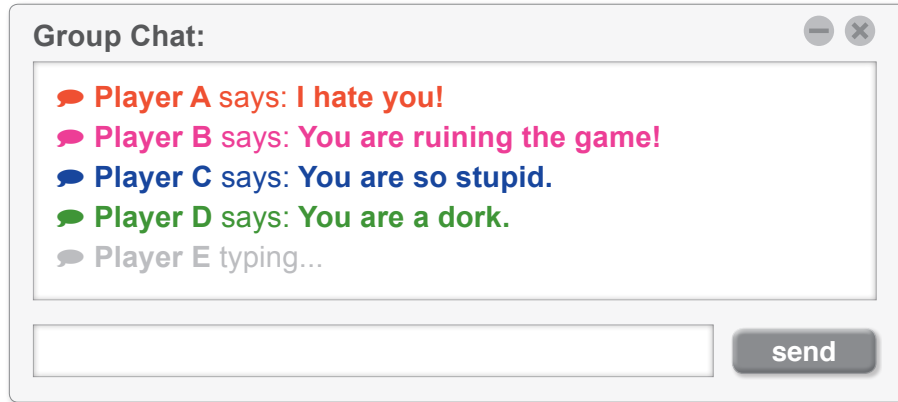 Group Chat:
Player A says: I hate you!
Player B says: You are ruining the game!
Player C says: You are so stupid.
Player D says: You are a dork.
Player E typing...
send